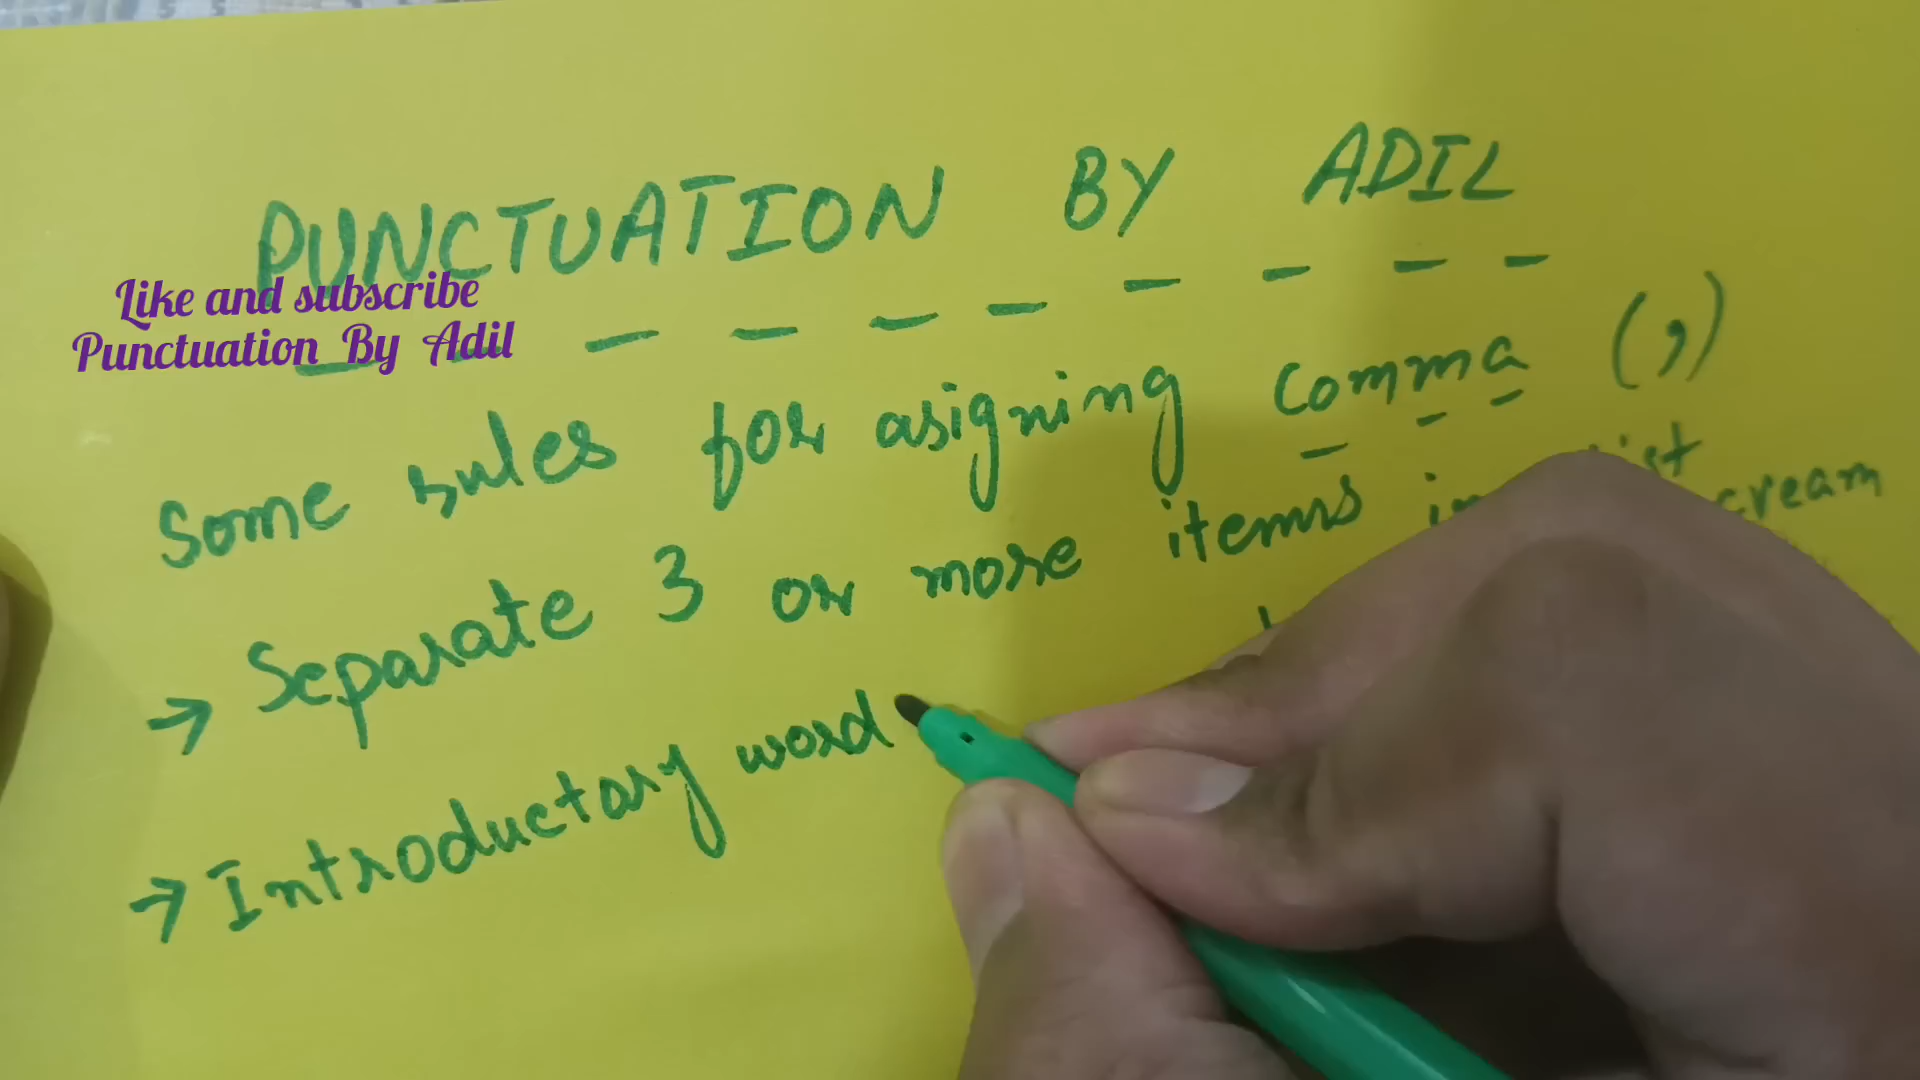 PUNCTUATION BY ADIL
Like and subscribe
Punctuation By Adil
Some rules for asigning comma (,)
→ Separate 3 or more items in
cream
→ Introductory word